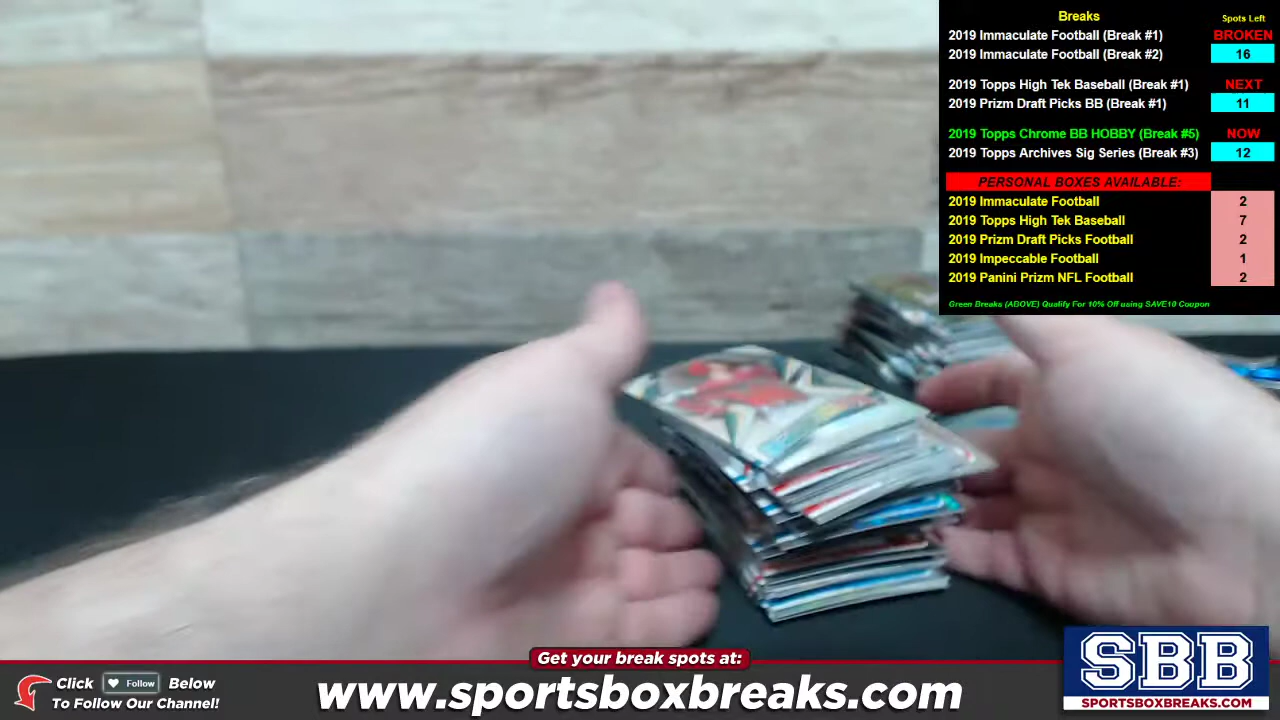 Breaks Spots Left
2019 Immaculate Football (Break #1) BROKEN
2019 Immaculate Football (Break #2) 16
2019 Topps High Tek Baseball (Break #1) NEXT
2019 Prizm Draft Picks BB (Break #1) 11
2019 Topps Chrome BB HOBBY (Break #5) NOW
2019 Topps Archives Sig Series (Break #3) 12
PERSONAL BOXES AVAILABLE:
2019 Immaculate Football 2
2019 Topps High Tek Baseball 7
2019 Prizm Draft Picks Football 2
2019 Impeccable Football 1
2019 Panini Prizm NFL Football 2
Green Breaks (ABOVE) Qualify For 10% Off using SAVE10 Coupon
Get your break spots at:
Click Follow Below
To Follow Our Channel!
www.sportsboxbreaks.com
SBB
SPORTSBOXBREAKS.COM